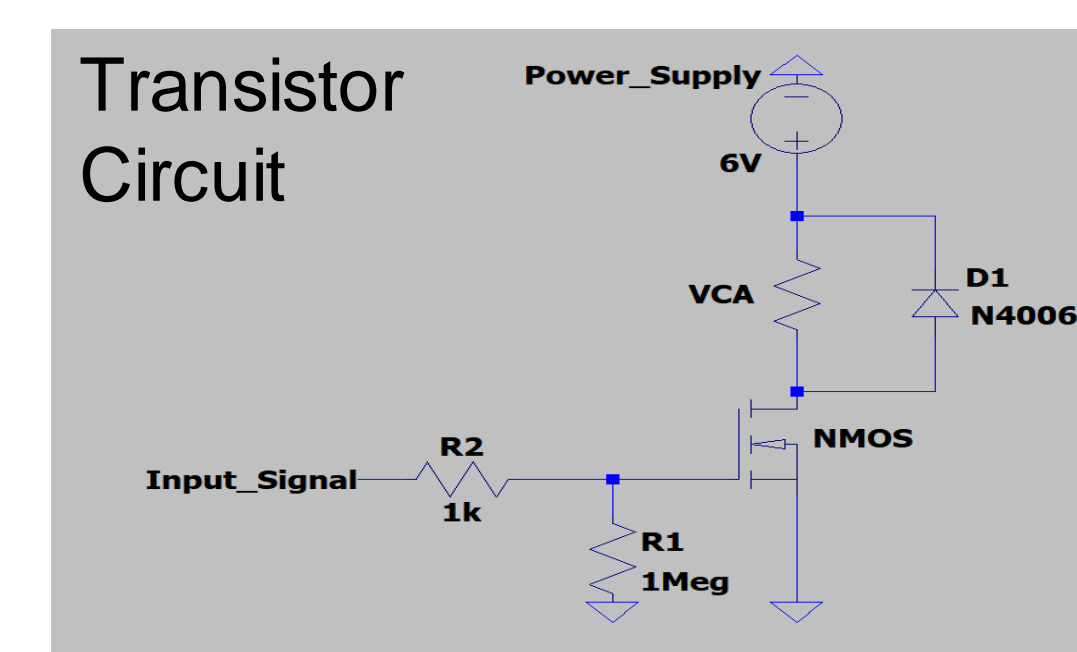 Transistor
Circuit
Power_Supply
6V
VCA
D1
N4006
NMOS
R2
Input_Signal
1k
R1
1Meg